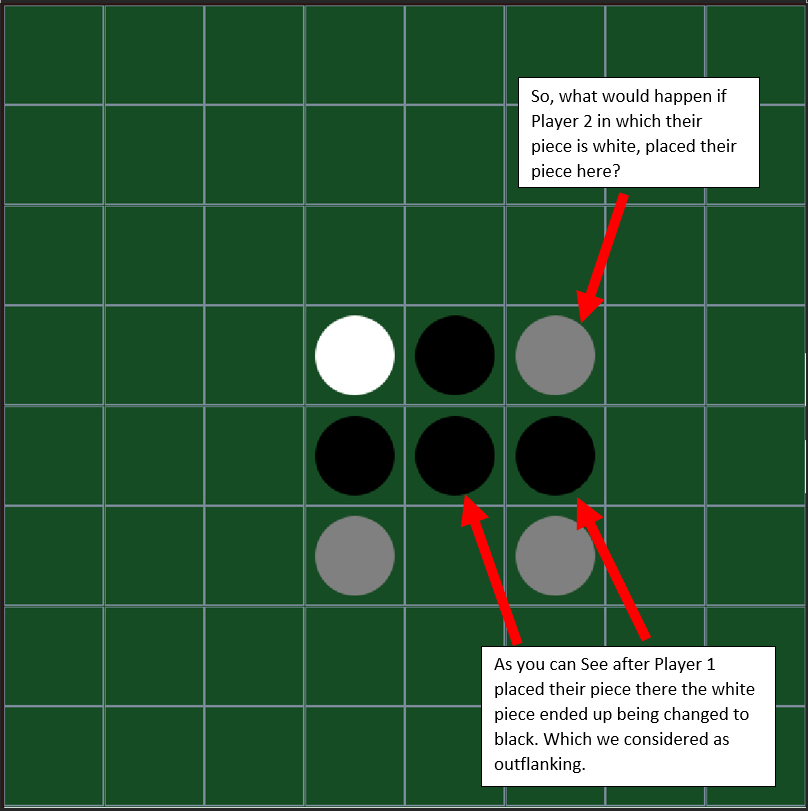 So, what would happen if
Player 2 in which their
piece is white, placed their
piece here?
As you can See after Player 1
placed their piece there the white
piece ended up being changed to
black. Which we considered as
outflanking.